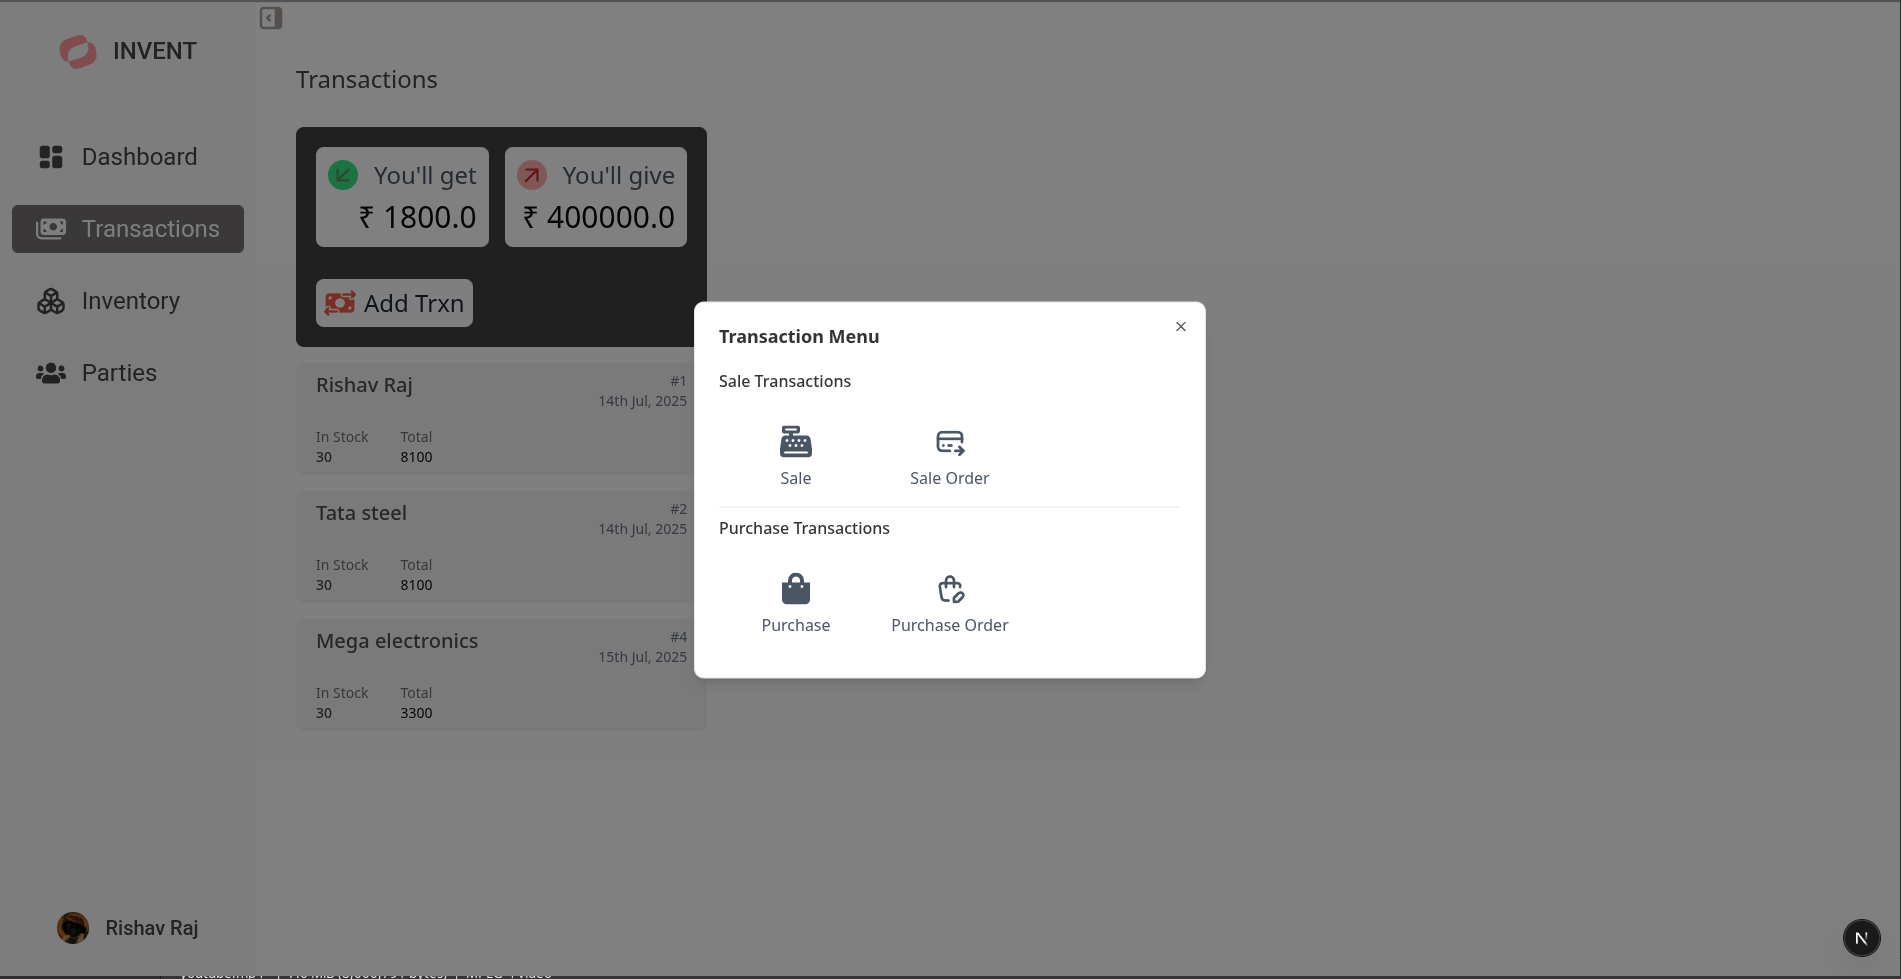 INVENT
Transactions
Dashboard
Transactions
Inventory
Parties
You'll get
₹ 1800.0
You'll give
₹ 400000.0
Add Trxn
Rishav Raj
#1
14th Jul, 2025
In Stock Total
30 8100
Tata steel
#2
14th Jul, 2025
In Stock Total
30 8100
Mega electronics
#4
15th Jul, 2025
In Stock Total
30 3300
Transaction Menu
Sale Transactions
Sale Sale Order
Purchase Transactions
Purchase Purchase Order
Rishav Raj
N